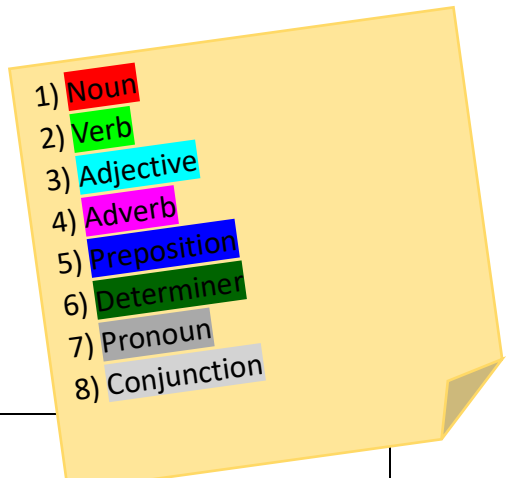 1) Noun
2) Verb
3) Adjective
4) Adverb
5) Preposition
6) Determiner
7) Pronoun
8) Conjunction